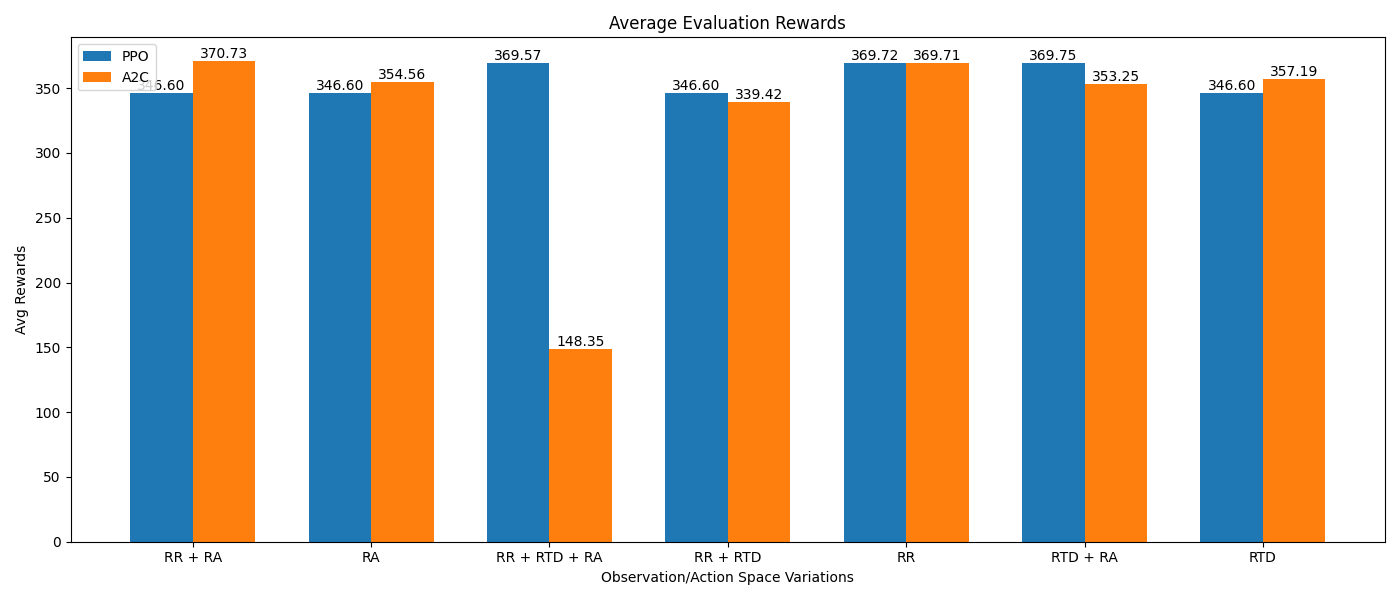 Average Evaluation Rewards
PPO
A2C
346.60 370.73 346.60 354.56 369.57 148.35 346.60 339.42 369.72 369.71 369.75 353.25 346.60 357.19
Avg Rewards
350
300
250
200
150
100
50
0
RR + RA RA RR + RTD + RA RR + RTD RR RTD + RA RTD
Observation/Action Space Variations